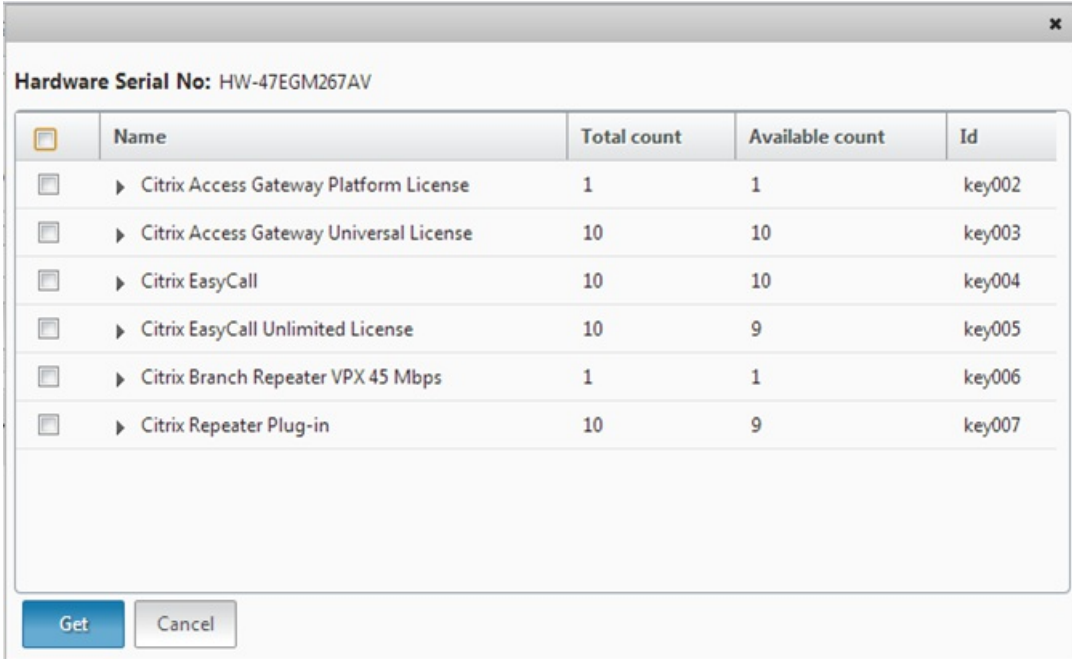 Hardware Serial No: HW-47EGM267AV
Name Total count Available count Id
Citrix Access Gateway Platform License 1 1 key002
Citrix Access Gateway Universal License 10 10 key003
Citrix EasyCall 10 10 key004
Citrix EasyCall Unlimited License 10 9 key005
Citrix Branch Repeater VPX 45 Mbps 1 1 key006
Citrix Repeater Plug-in 10 9 key007
Get Cancel